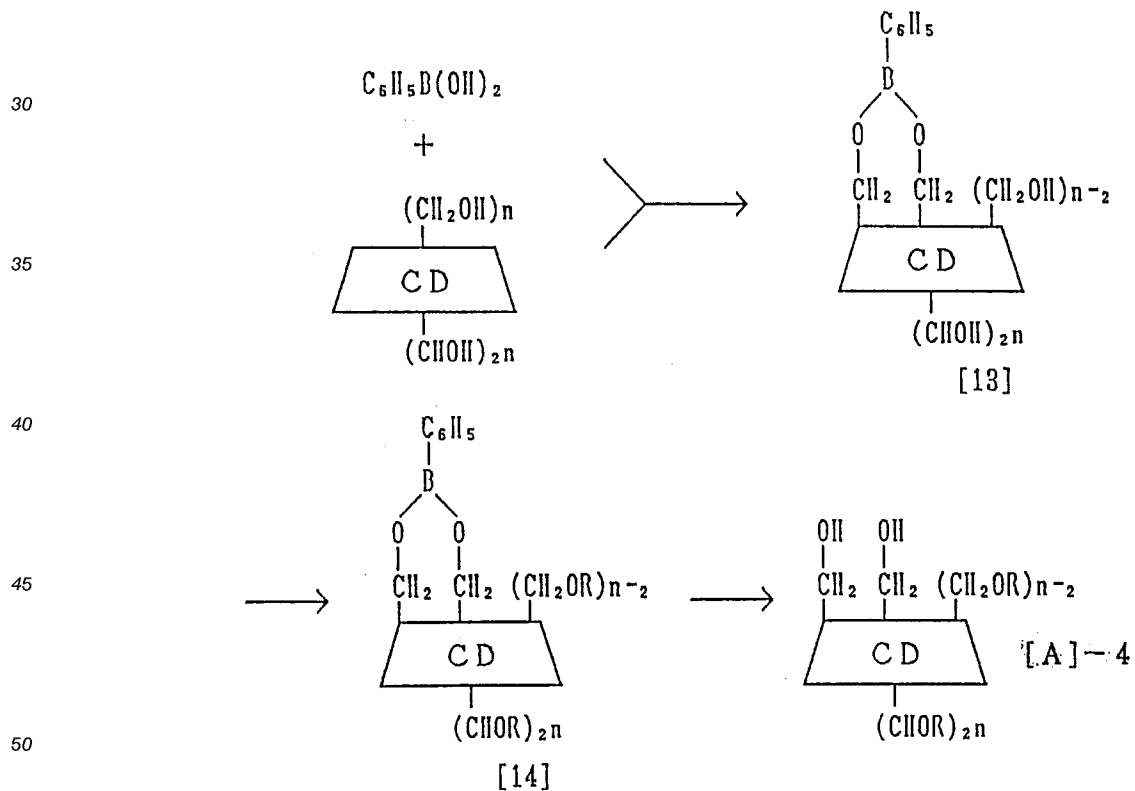 C₆H₅
B
30
C₆H₅B(OH)₂
O O
+
CH₂ CH₂ (CH₂OH)n-₂
(CH₂OH)n
35
CD
CD
(CHOH)₂n
(CHOH)₂n
[13]
40
C₆H₅
B
O O
OH OH
45
CH₂ CH₂ (CH₂OR)n-₂
CH₂ CH₂ (CH₂OR)n-₂
CD
CD
[A]-4
(CHOR)₂n
(CHOR)₂n
50
[14]